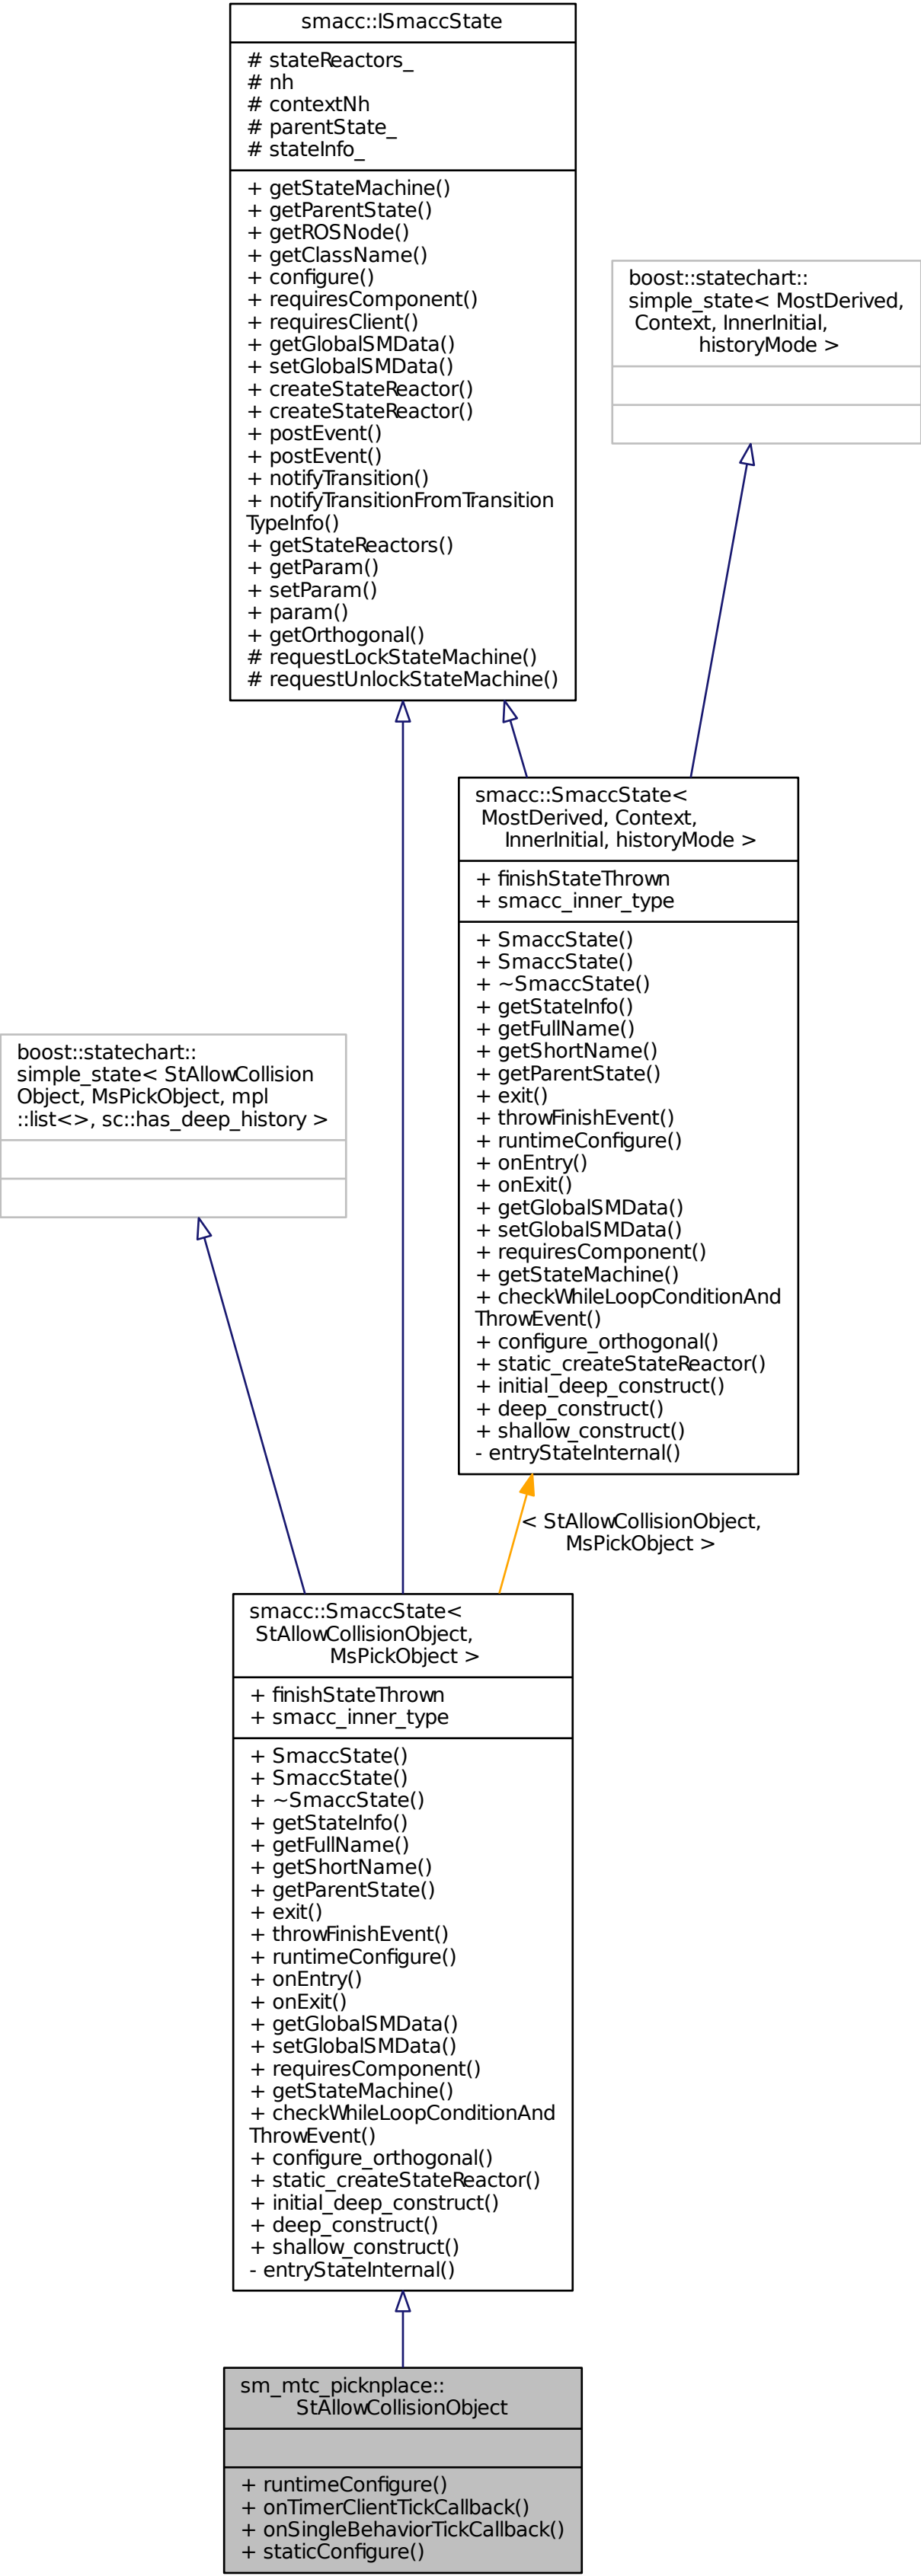 smacc::ISmaccState
# stateReactors_
# nh
# contextNh
# parentState_
# stateInfo_
+ getStateMachine()
+ getParentState()
+ getROSNode()
+ getClassName()
+ configure()
+ requiresComponent()
+ requiresClient()
+ getGlobalSMData()
+ setGlobalSMData()
+ createStateReactor()
+ createStateReactor()
+ postEvent()
+ postEvent()
+ notifyTransition()
+ notifyTransitionFromTransition
TypeInfo()
+ getStateReactors()
+ getParam()
+ setParam()
+ param()
+ getOrthogonal()
# requestLockStateMachine()
# requestUnlockStateMachine()
boost::statechart::
simple_state< MostDerived,
Context, InnerInitial,
historyMode >
smacc::SmaccState<
MostDerived, Context,
InnerInitial, historyMode >
+ finishStateThrown
+ smacc_inner_type
+ SmaccState()
+ SmaccState()
+ ~SmaccState()
+ getStateInfo()
+ getFullName()
+ getShortName()
+ getParentState()
+ exit()
+ throwFinishEvent()
+ runtimeConfigure()
+ onEntry()
+ onExit()
+ getGlobalSMData()
+ setGlobalSMData()
+ requiresComponent()
+ getStateMachine()
+ checkWhileLoopConditionAnd
ThrowEvent()
+ configure_orthogonal()
+ static_createStateReactor()
+ initial_deep_construct()
+ deep_construct()
+ shallow_construct()
- entryStateInternal()
boost::statechart::
simple_state< StAllowCollision
Object, MsPickObject, mpl
::list<>, sc::has_deep_history >
< StAllowCollisionObject,
MsPickObject >
smacc::SmaccState<
StAllowCollisionObject,
MsPickObject >
+ finishStateThrown
+ smacc_inner_type
+ SmaccState()
+ SmaccState()
+ ~SmaccState()
+ getStateInfo()
+ getFullName()
+ getShortName()
+ getParentState()
+ exit()
+ throwFinishEvent()
+ runtimeConfigure()
+ onEntry()
+ onExit()
+ getGlobalSMData()
+ setGlobalSMData()
+ requiresComponent()
+ getStateMachine()
+ checkWhileLoopConditionAnd
ThrowEvent()
+ configure_orthogonal()
+ static_createStateReactor()
+ initial_deep_construct()
+ deep_construct()
+ shallow_construct()
- entryStateInternal()
sm_mtc_picknplace::
StAllowCollisionObject
+ runtimeConfigure()
+ onTimerClientTickCallback()
+ onSingleBehaviorTickCallback()
+ staticConfigure()